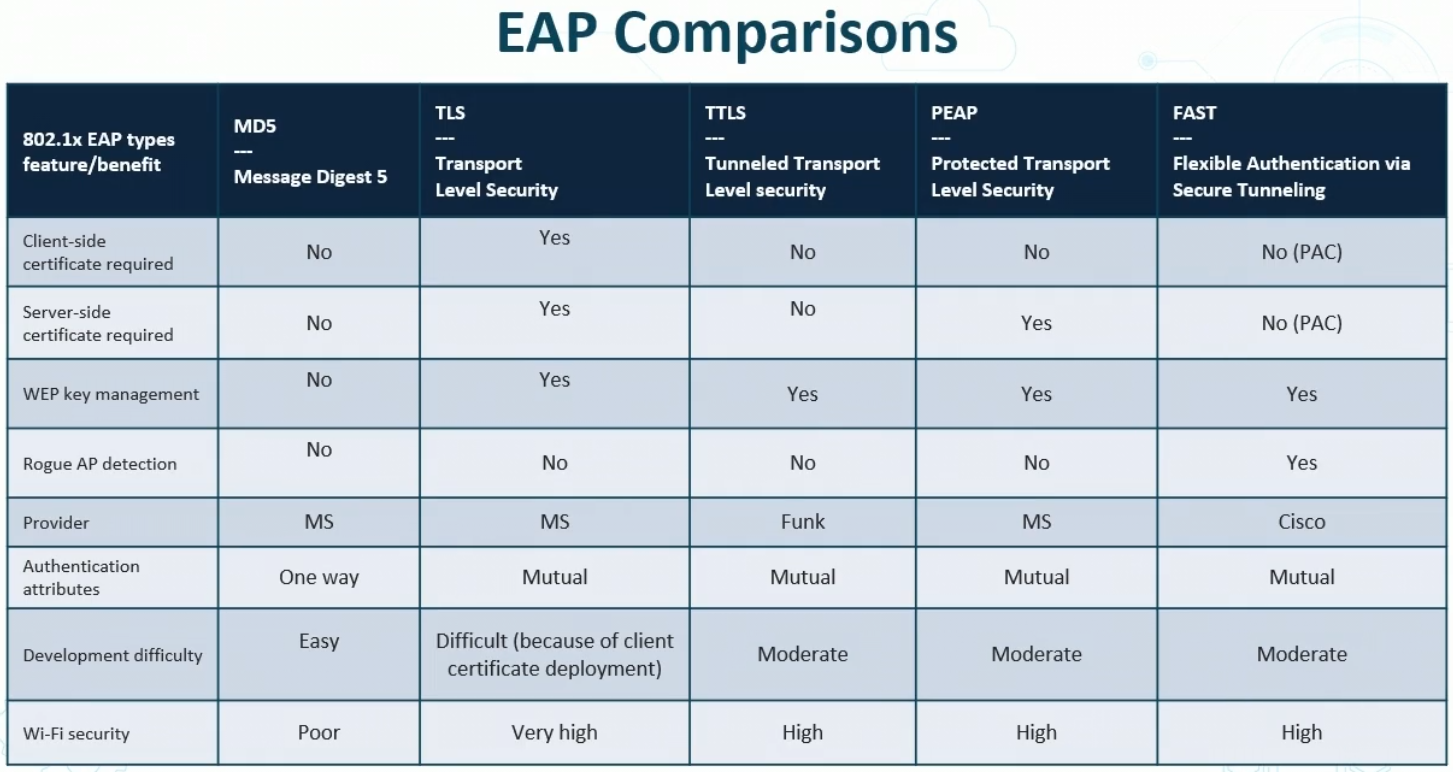 EAP Comparisons
802.1x EAP types
feature/benefit
MD5
---
Message Digest 5
TLS
---
Transport
Level Security
TTLS
---
Tunneled Transport
Level security
PEAP
---
Protected Transport
Level Security
FAST
---
Flexible Authentication via
Secure Tunneling
Client-side
certificate required
No
Yes
No
No
No (PAC)
Server-side
certificate required
No
Yes
No
Yes
No (PAC)
WEP key management
No
Yes
Yes
Yes
Yes
Rogue AP detection
No
No
No
No
Yes
Provider
MS
MS
Funk
MS
Cisco
Authentication
attributes
One way
Mutual
Mutual
Mutual
Mutual
Development difficulty
Easy
Difficult (because of client
certificate deployment)
Moderate
Moderate
Moderate
Wi-Fi security
Poor
Very high
High
High
High